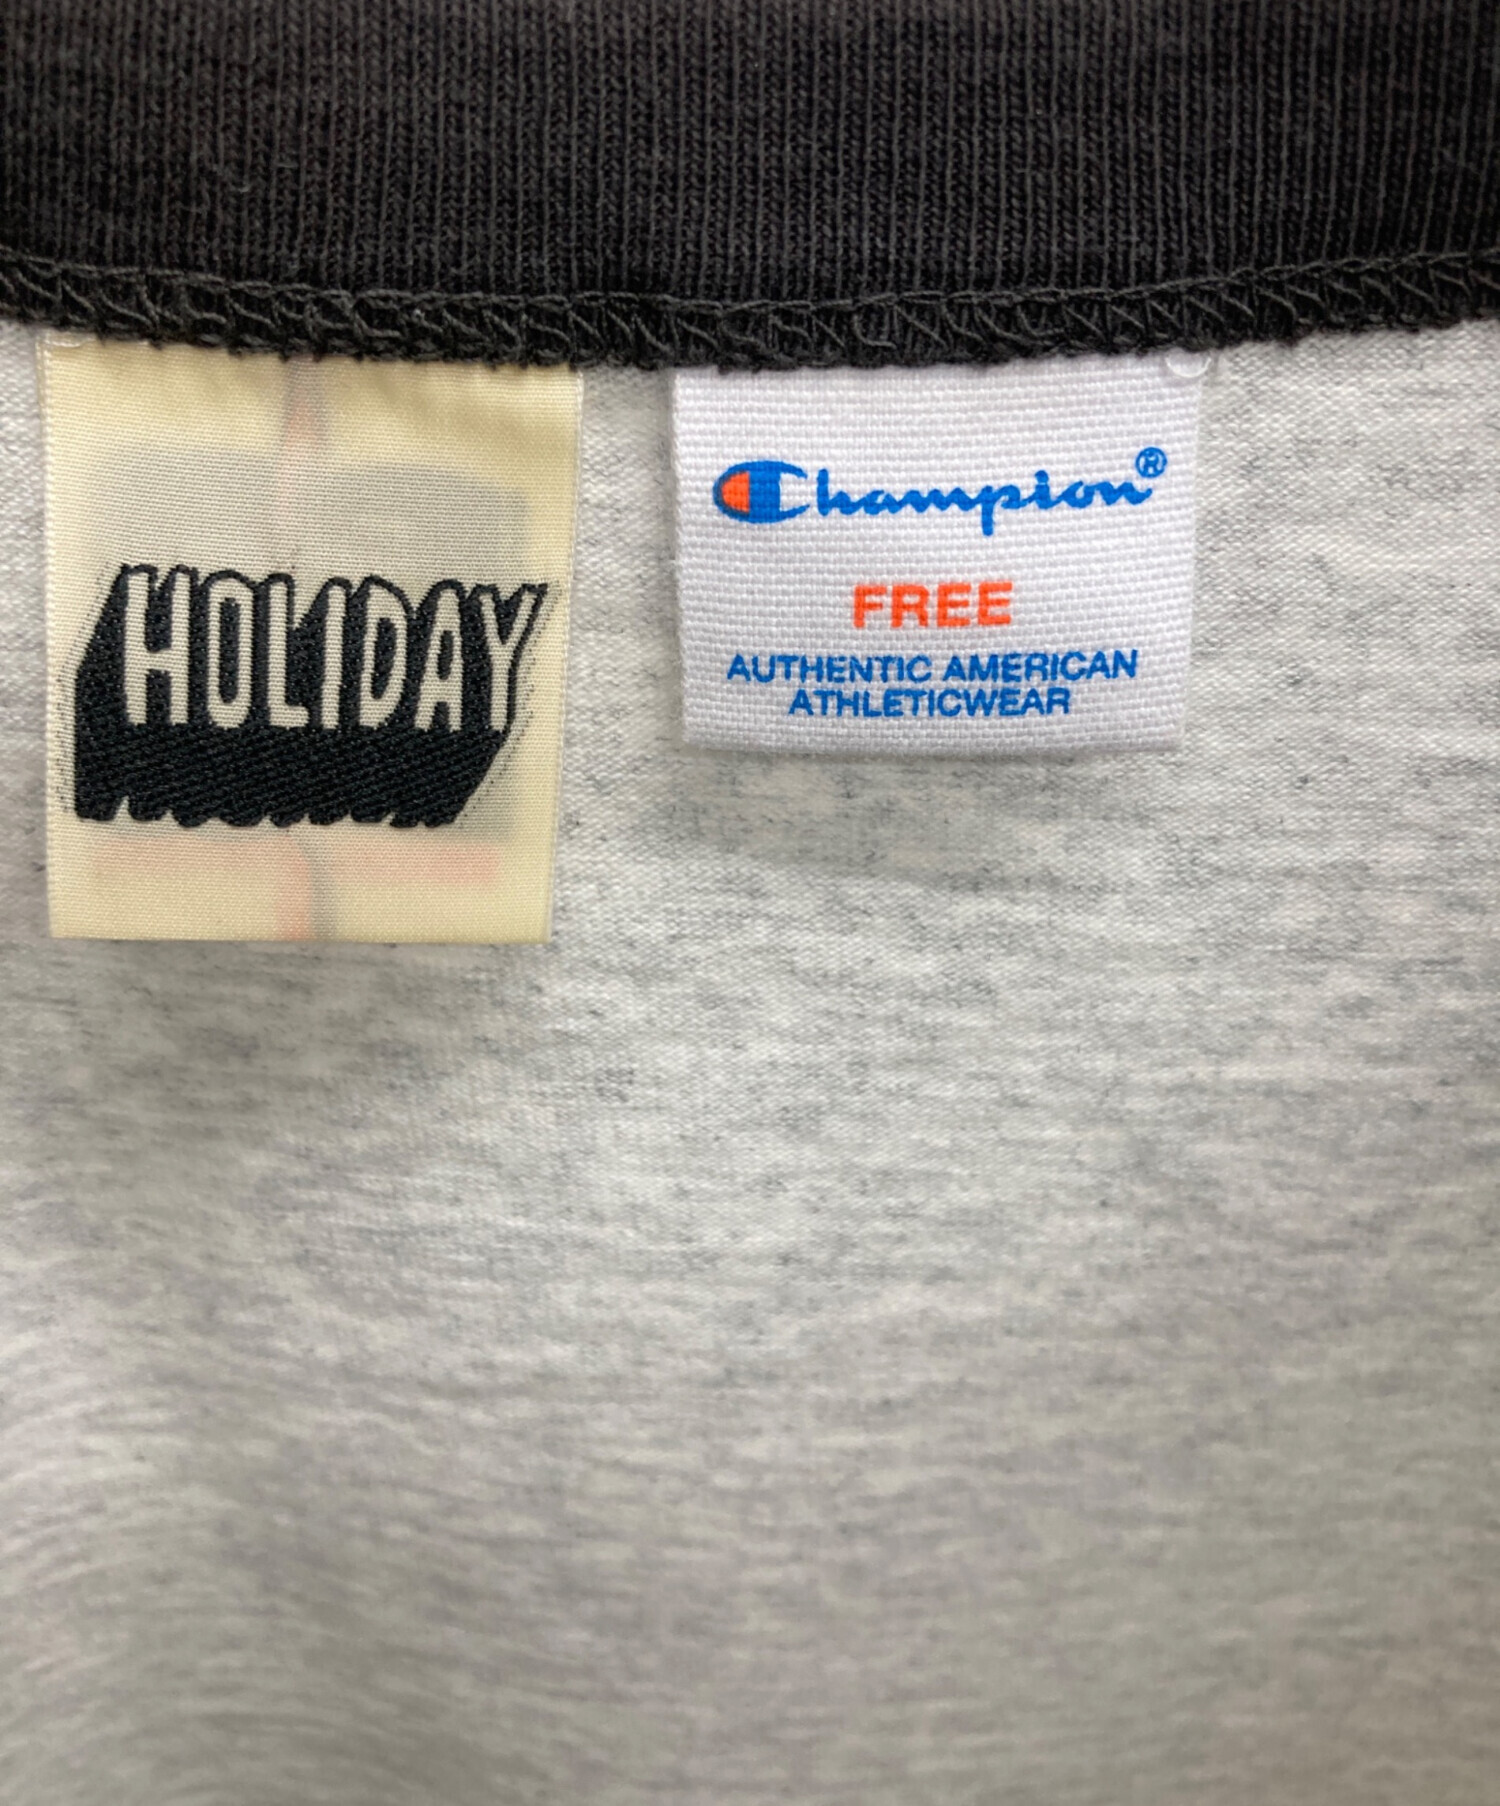 HOLIDAY
Champion®
FREE
AUTHENTIC AMERICAN
ATHLETICWEAR